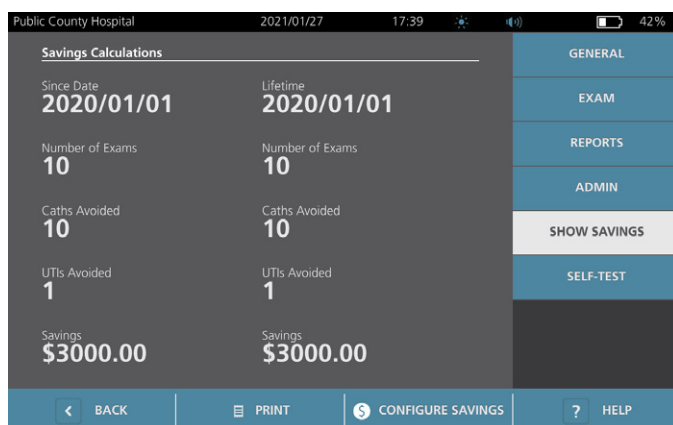 Public County Hospital 2021/01/27 17:39 42%
Savings Calculations
Since Date Lifetime
2020/01/01 2020/01/01
Number of Exams Number of Exams
10 10
Caths Avoided Caths Avoided
10 10
UTIs Avoided UTIs Avoided
1 1
Savings Savings
$3000.00 $3000.00
GENERAL
EXAM
REPORTS
ADMIN
SHOW SAVINGS
SELF-TEST
< BACK PRINT $ CONFIGURE SAVINGS ? HELP